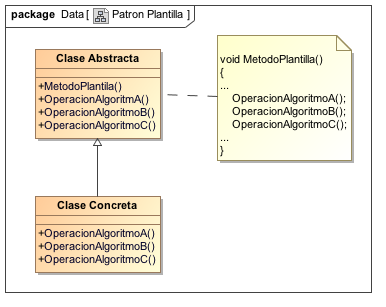 package Data [ Patron Plantilla ]
Clase Abstracta
+MetodoPlantila()
+OperacionAlgoritmA()
+OperacionAlgoritmoB()
+OperacionAlgoritmoC()
void MetodoPlantilla()
{
...
OperacionAlgoritmoA();
OperacionAlgoritmoB();
OperacionAlgoritmoC();
...
}
Clase Concreta
+OperacionAlgoritmoA()
+OperacionAlgoritmoB()
+OperacionAlgoritmoC()